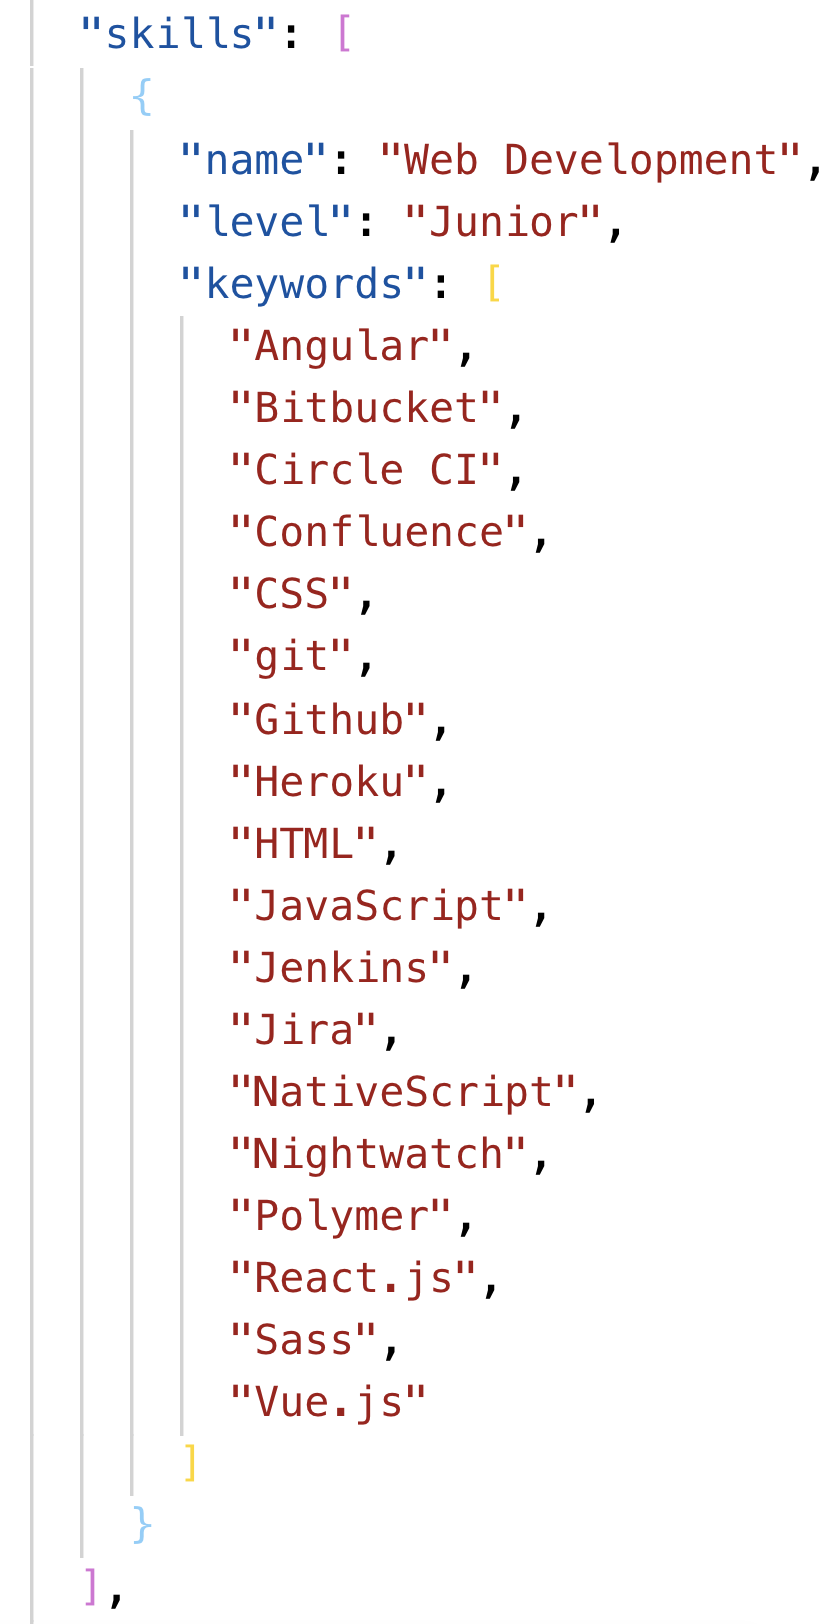 "skills": [
{
"name": "Web Development",
"level": "Junior",
"keywords": [
"Angular",
"Bitbucket",
"Circle CI",
"Confluence",
"CSS",
"git",
"Github",
"Heroku",
"HTML",
"JavaScript",
"Jenkins",
"Jira",
"NativeScript",
"Nightwatch",
"Polymer",
"React.js",
"Sass",
"Vue.js"
]
}
],